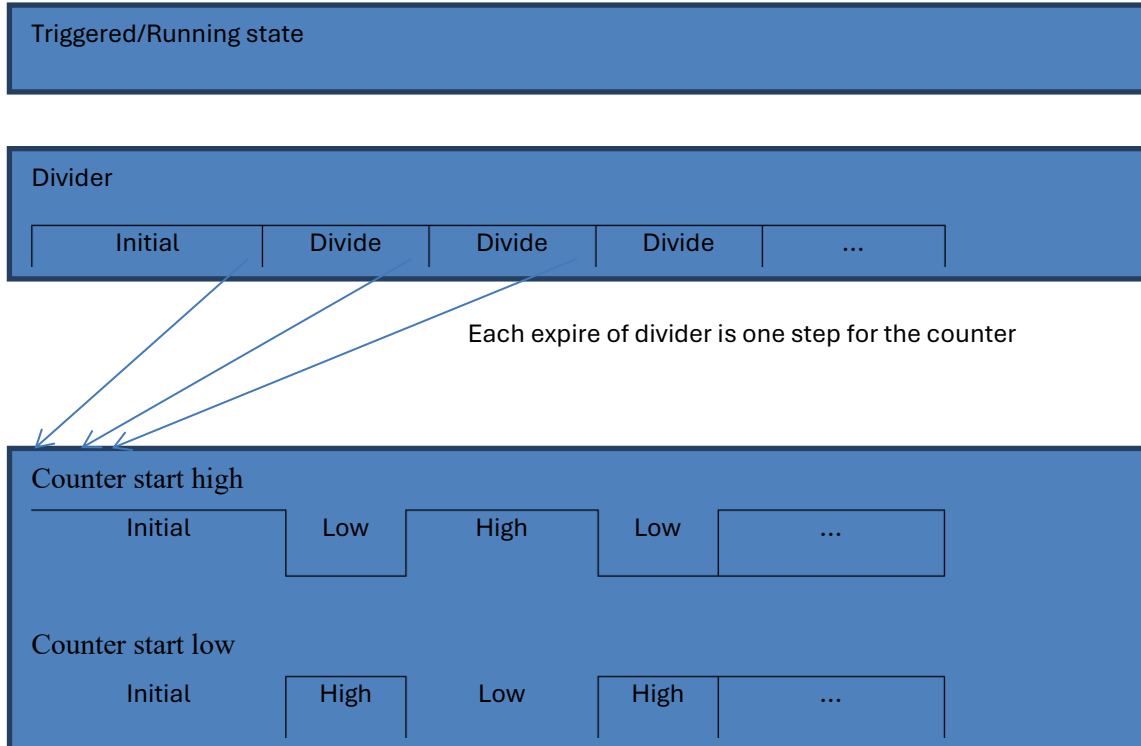 Triggered/Running state
Divider
Initial Divide Divide Divide ...
Each expire of divider is one step for the counter
Counter start high
Initial Low High Low ...
Counter start low
Initial High Low High ...